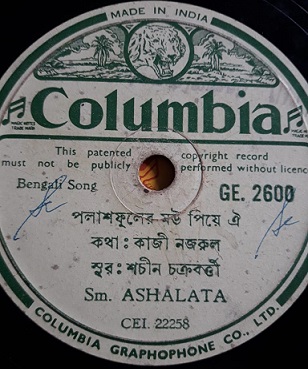 MADE IN INDIA
Columbia
This patented copyright record
must not be publicly performed without licence
Bengali Song GE. 2600
পলাশফুলের মউ পিয়ে ঐ
কথা: কাজী নজরুল
সুর: শচীন চক্রবর্ত্তী
Sm. ASHALATA
CEI. 22258
COLUMBIA GRAPHOPHONE CO., LTD.